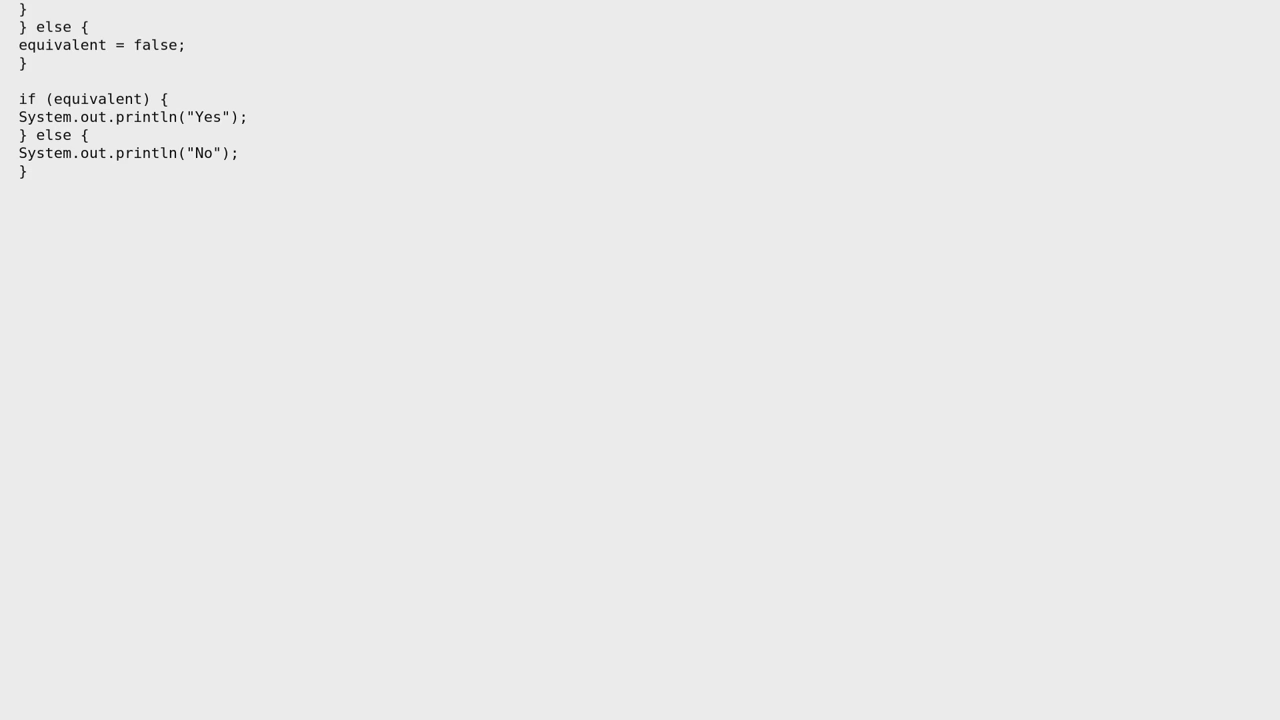 }
} else {
equivalent = false;
}

if (equivalent) {
System.out.println("Yes");
} else {
System.out.println("No");
}